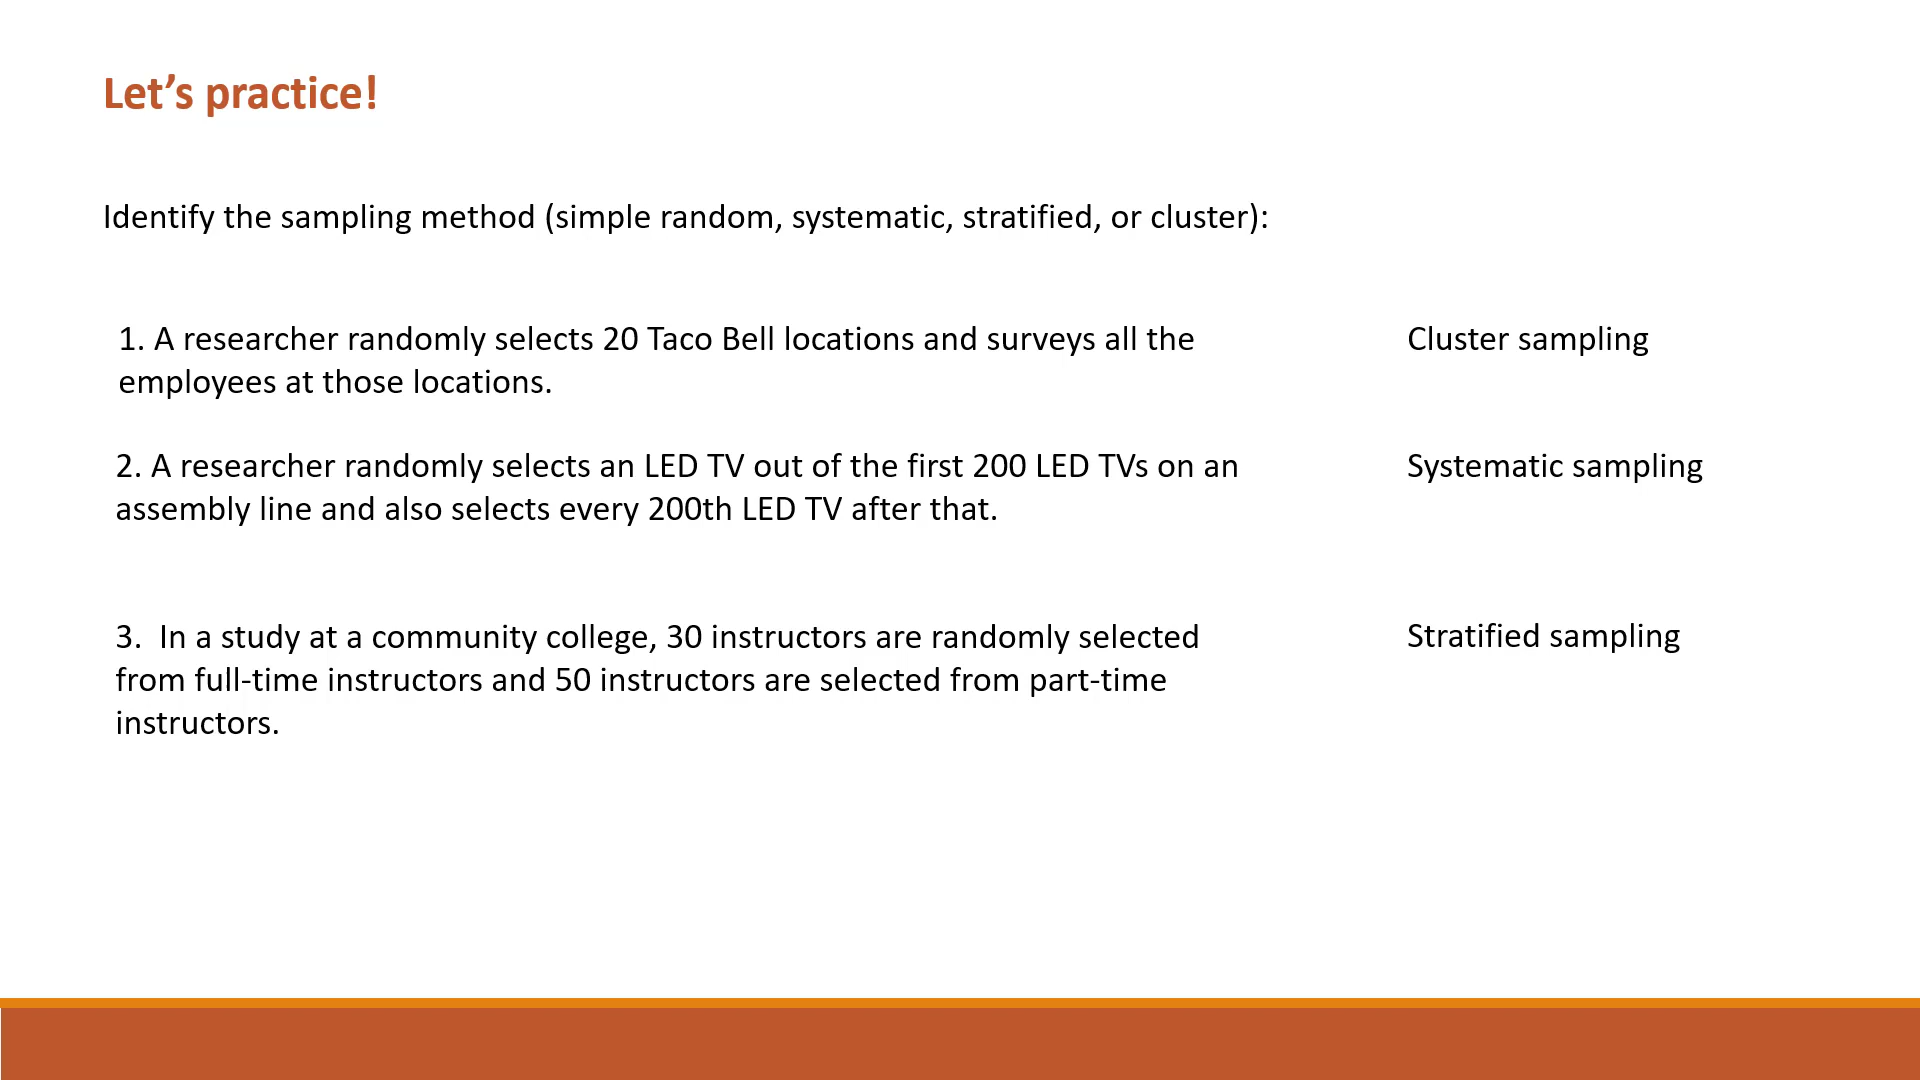 Let’s practice!
Identify the sampling method (simple random, systematic, stratified, or cluster):
1. A researcher randomly selects 20 Taco Bell locations and surveys all the
employees at those locations.
Cluster sampling
2. A researcher randomly selects an LED TV out of the first 200 LED TVs on an
assembly line and also selects every 200th LED TV after that.
Systematic sampling
3.  In a study at a community college, 30 instructors are randomly selected
from full-time instructors and 50 instructors are selected from part-time
instructors.
Stratified sampling